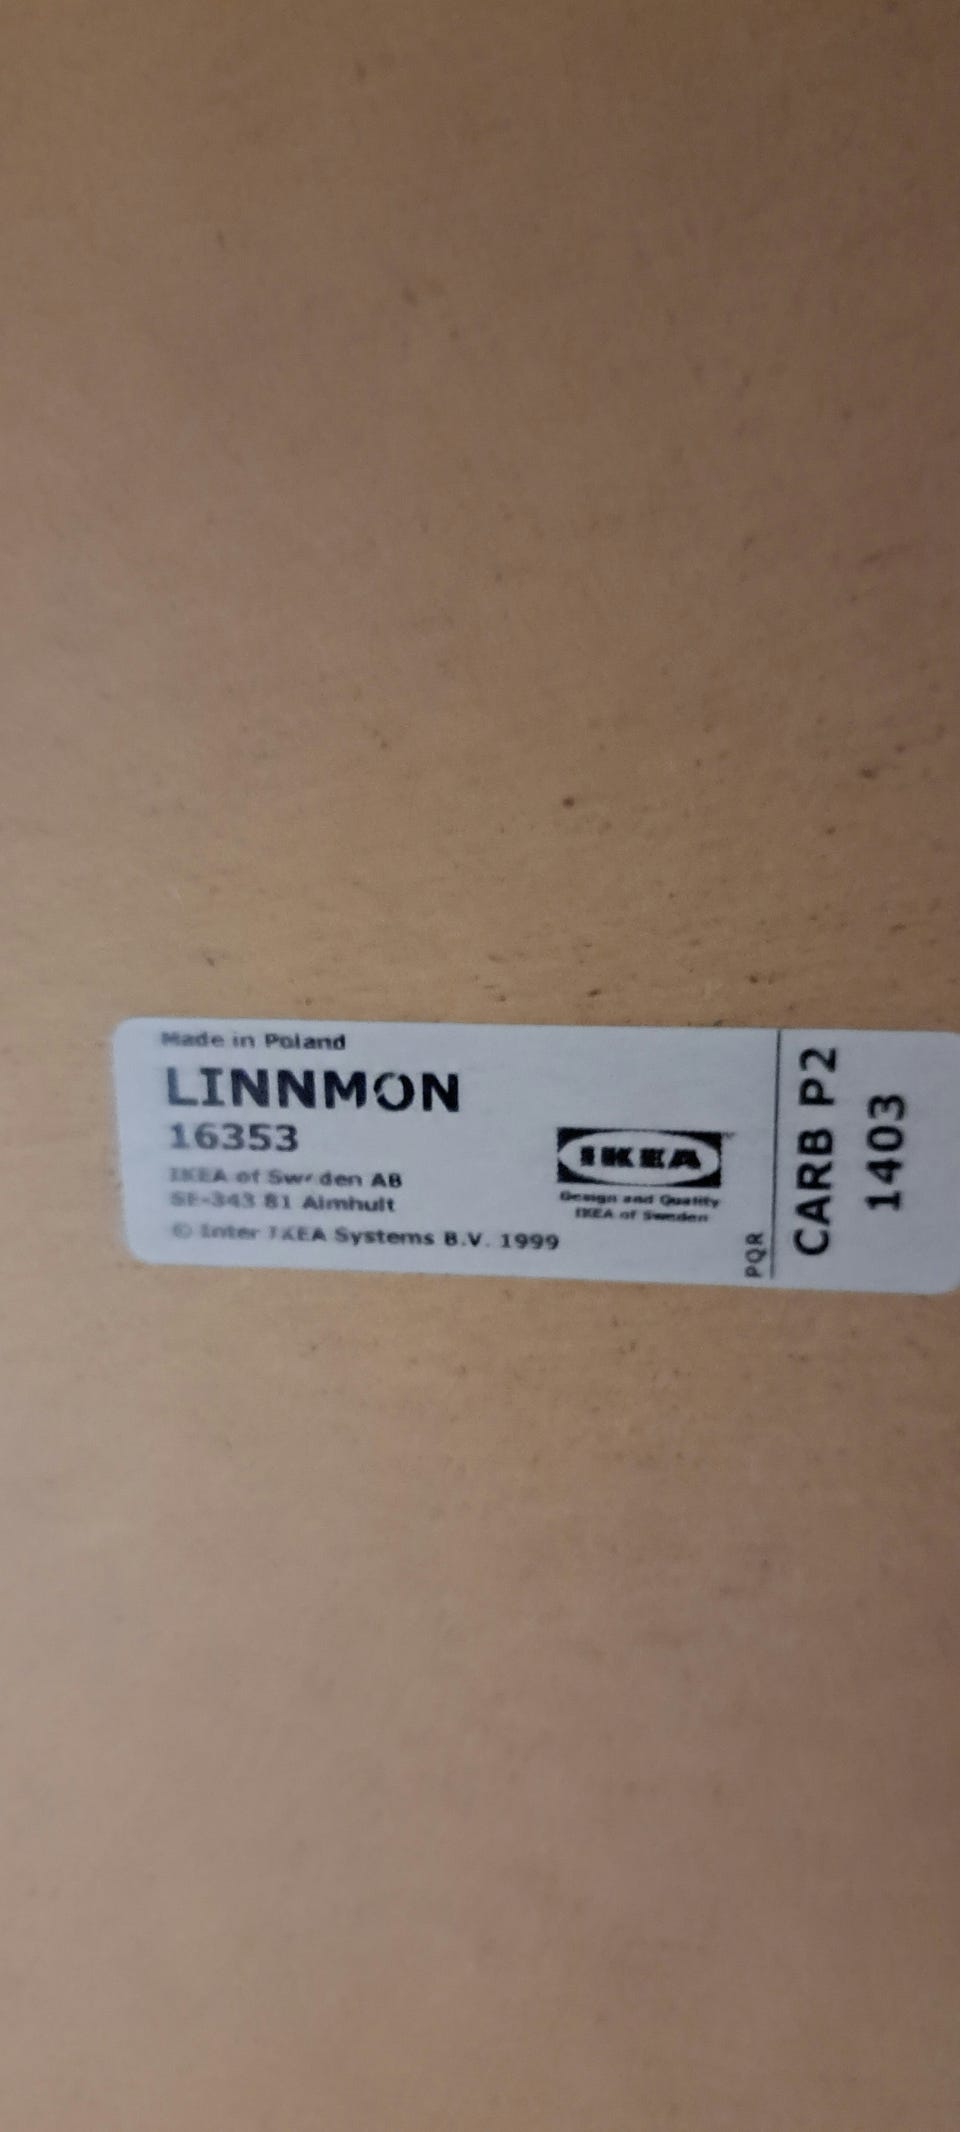 Made in Poland
LINNMON
16353
IKEA of Sweden AB
SE-343 81 Älmhult
© Inter IKEA Systems B.V. 1999
IKEA
Design and Quality
IKEA of Sweden
PQR
CARB P2
1403